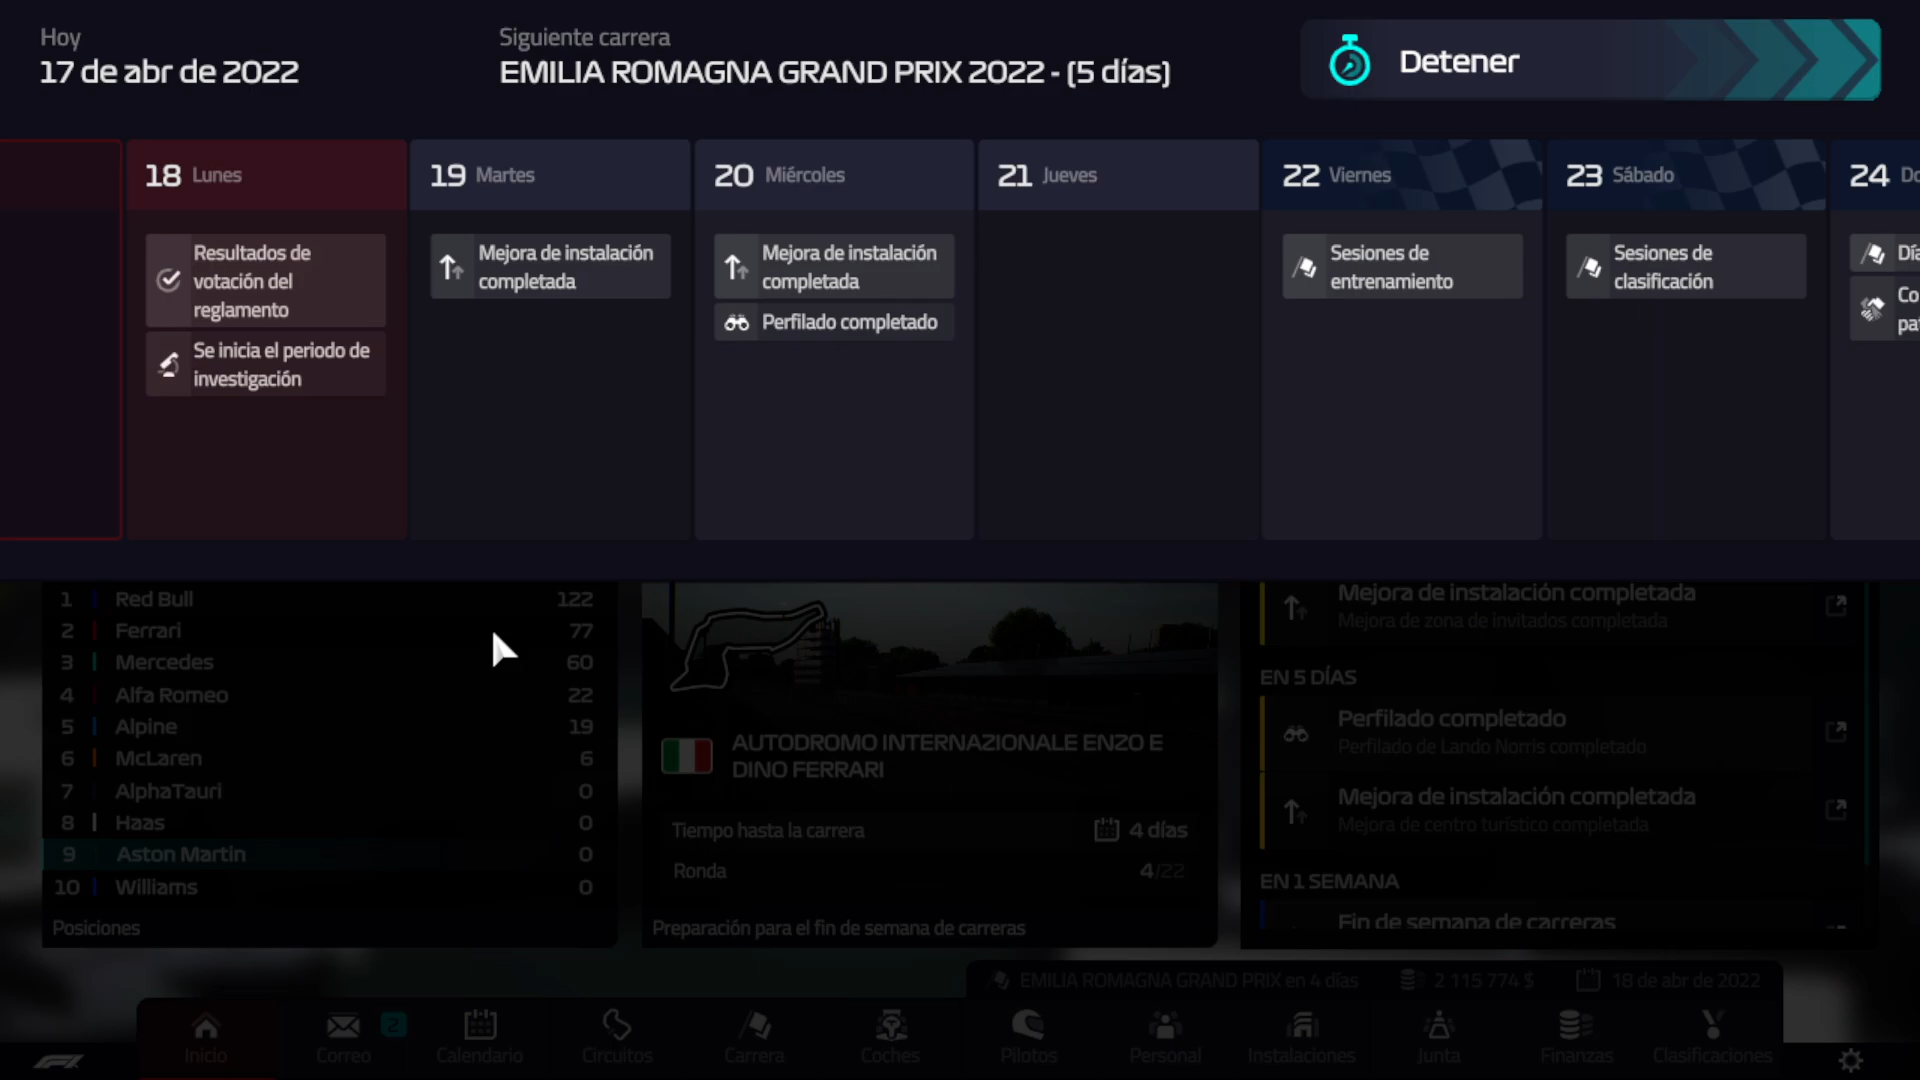 Hoy
17 de abr de 2022
Siguiente carrera
EMILIA ROMAGNA GRAND PRIX 2022 - (5 días)
Detener
18 Lunes
Resultados de
votación del
reglamento
Se inicia el periodo de
investigación
19 Martes
Mejora de instalación
completada
20 Miércoles
Mejora de instalación
completada
Perfilado completado
21 Jueves
22 Viernes
Sesiones de
entrenamiento
23 Sábado
Sesiones de
clasificación
24
1 Red Bull 122
2 Ferrari 77
3 Mercedes 60
4 Alfa Romeo 22
5 Alpine 19
6 McLaren 6
7 AlphaTauri 0
8 Haas 0
9 Aston Martin 0
10 Williams 0
Posiciones
AUTODROMO INTERNAZIONALE ENZO E
DINO FERRARI
Tiempo hasta la carrera 4 días
Ronda 4/22
Preparación para el fin de semana de carreras
Mejora de instalación completada
Mejora de zona de invitados completada
EN 5 DÍAS
Perfilado completado
Perfilado de Lando Norris completado
Mejora de instalación completada
Mejora de centro turístico completada
EN 1 SEMANA
Fin de semana de carreras
EMILIA ROMAGNA GRAND PRIX en 4 días 2 115 774 $ 18 de abr de 2022
Inicio
Correo 2
Calendario
Circuitos
Carrera
Coches
Pilotos
Personal
Instalaciones
Junta
Finanzas
Clasificaciones